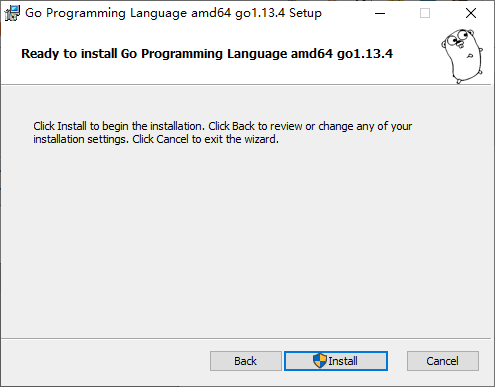 Go Programming Language amd64 go1.13.4 Setup
Ready to install Go Programming Language amd64 go1.13.4
Click Install to begin the installation. Click Back to review or change any of your
installation settings. Click Cancel to exit the wizard.
Back Install Cancel